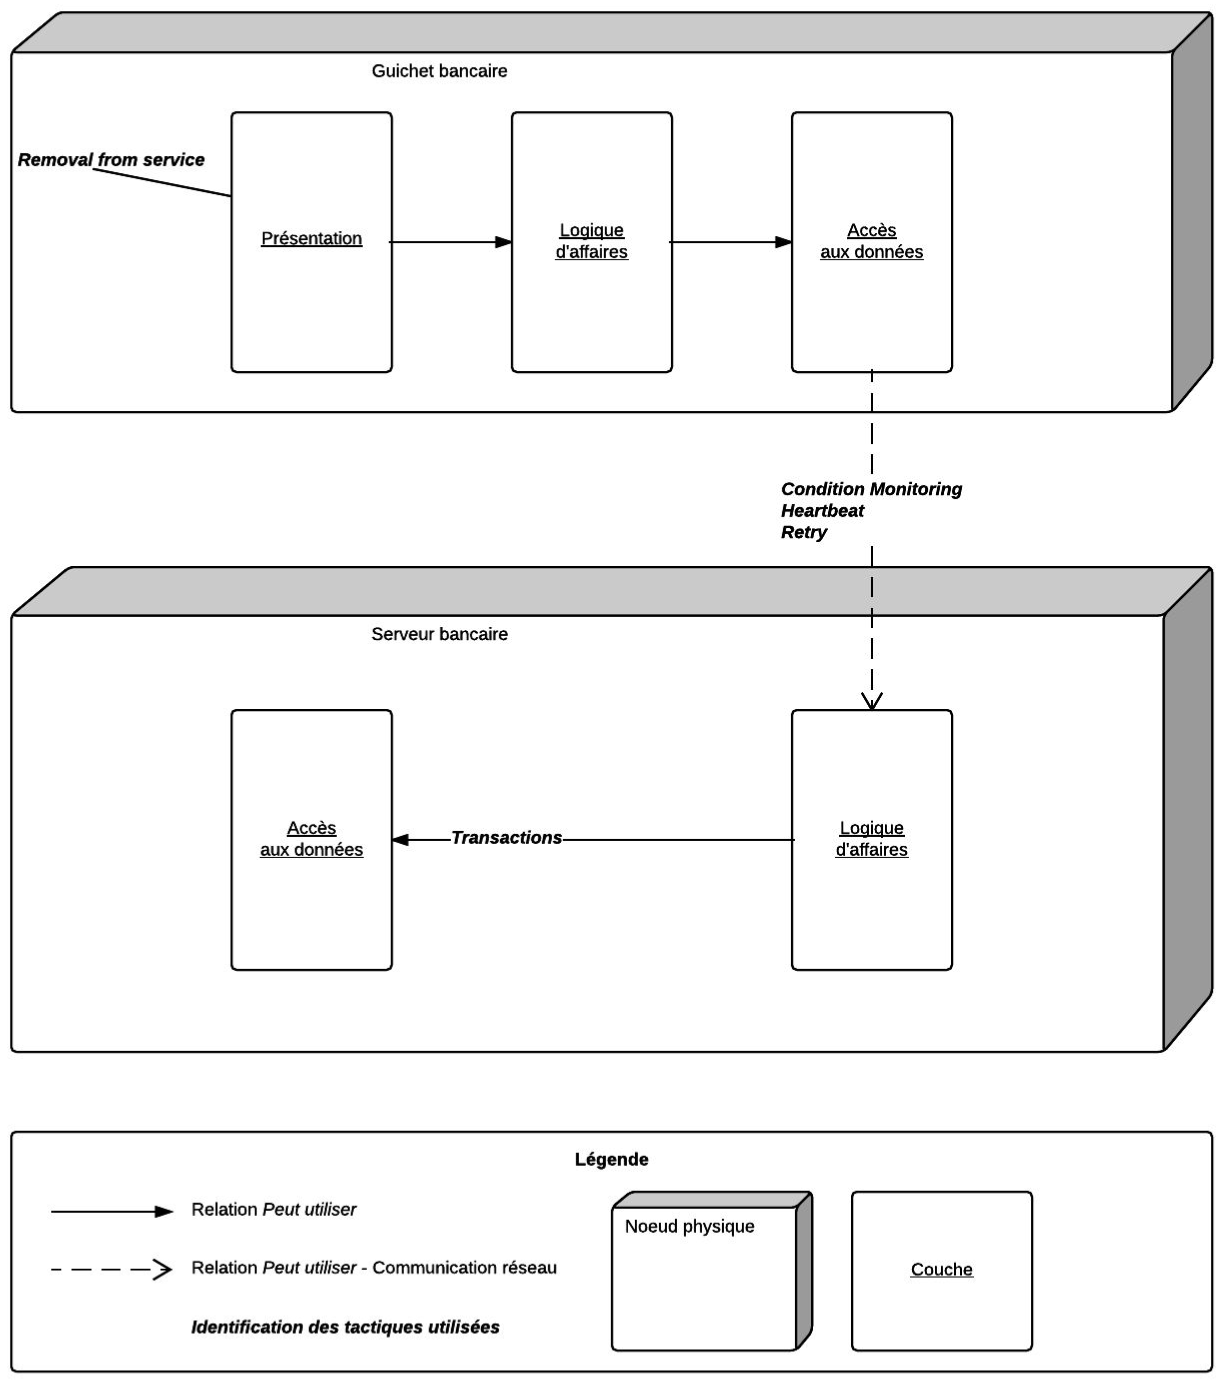 Guichet bancaire
Removal from service
Présentation
Logique
d'affaires
Accès
aux données
Condition Monitoring
Heartbeat
Retry
Serveur bancaire
Accès
aux données
Transactions
Logique
d'affaires
Légende
Relation Peut utiliser
Relation Peut utiliser - Communication réseau
Identification des tactiques utilisées
Noeud physique
Couche